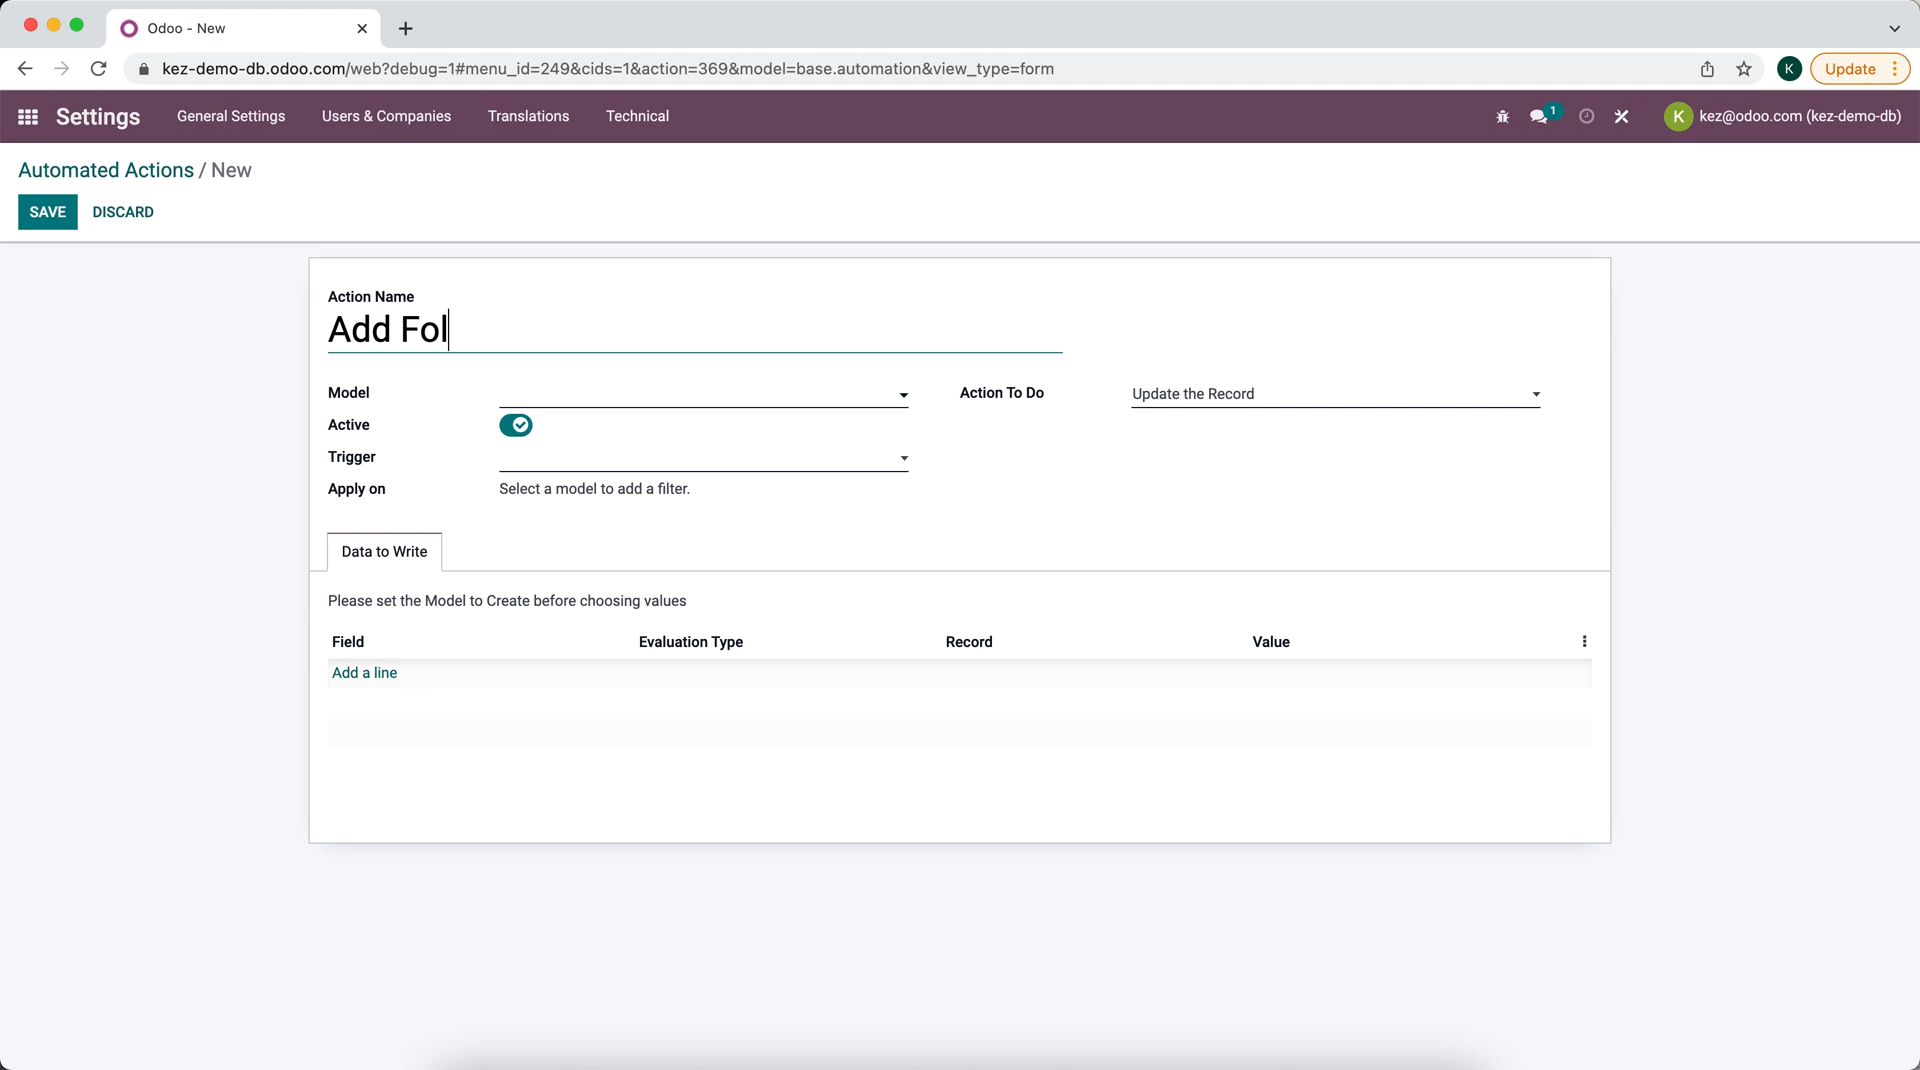 Odoo - New
kez-demo-db.odoo.com/web?debug=1#menu_id=249&cids=1&action=369&model=base.automation&view_type=form
K
Update
Settings
General Settings
Users & Companies
Translations
Technical
1
K
kez@odoo.com (kez-demo-db)
Automated Actions / New
SAVE
DISCARD
Action Name
Add Fol
Model
Action To Do
Update the Record
Active
Trigger
Apply on
Select a model to add a filter.
Data to Write
Please set the Model to Create before choosing values
Field
Evaluation Type
Record
Value
Add a line